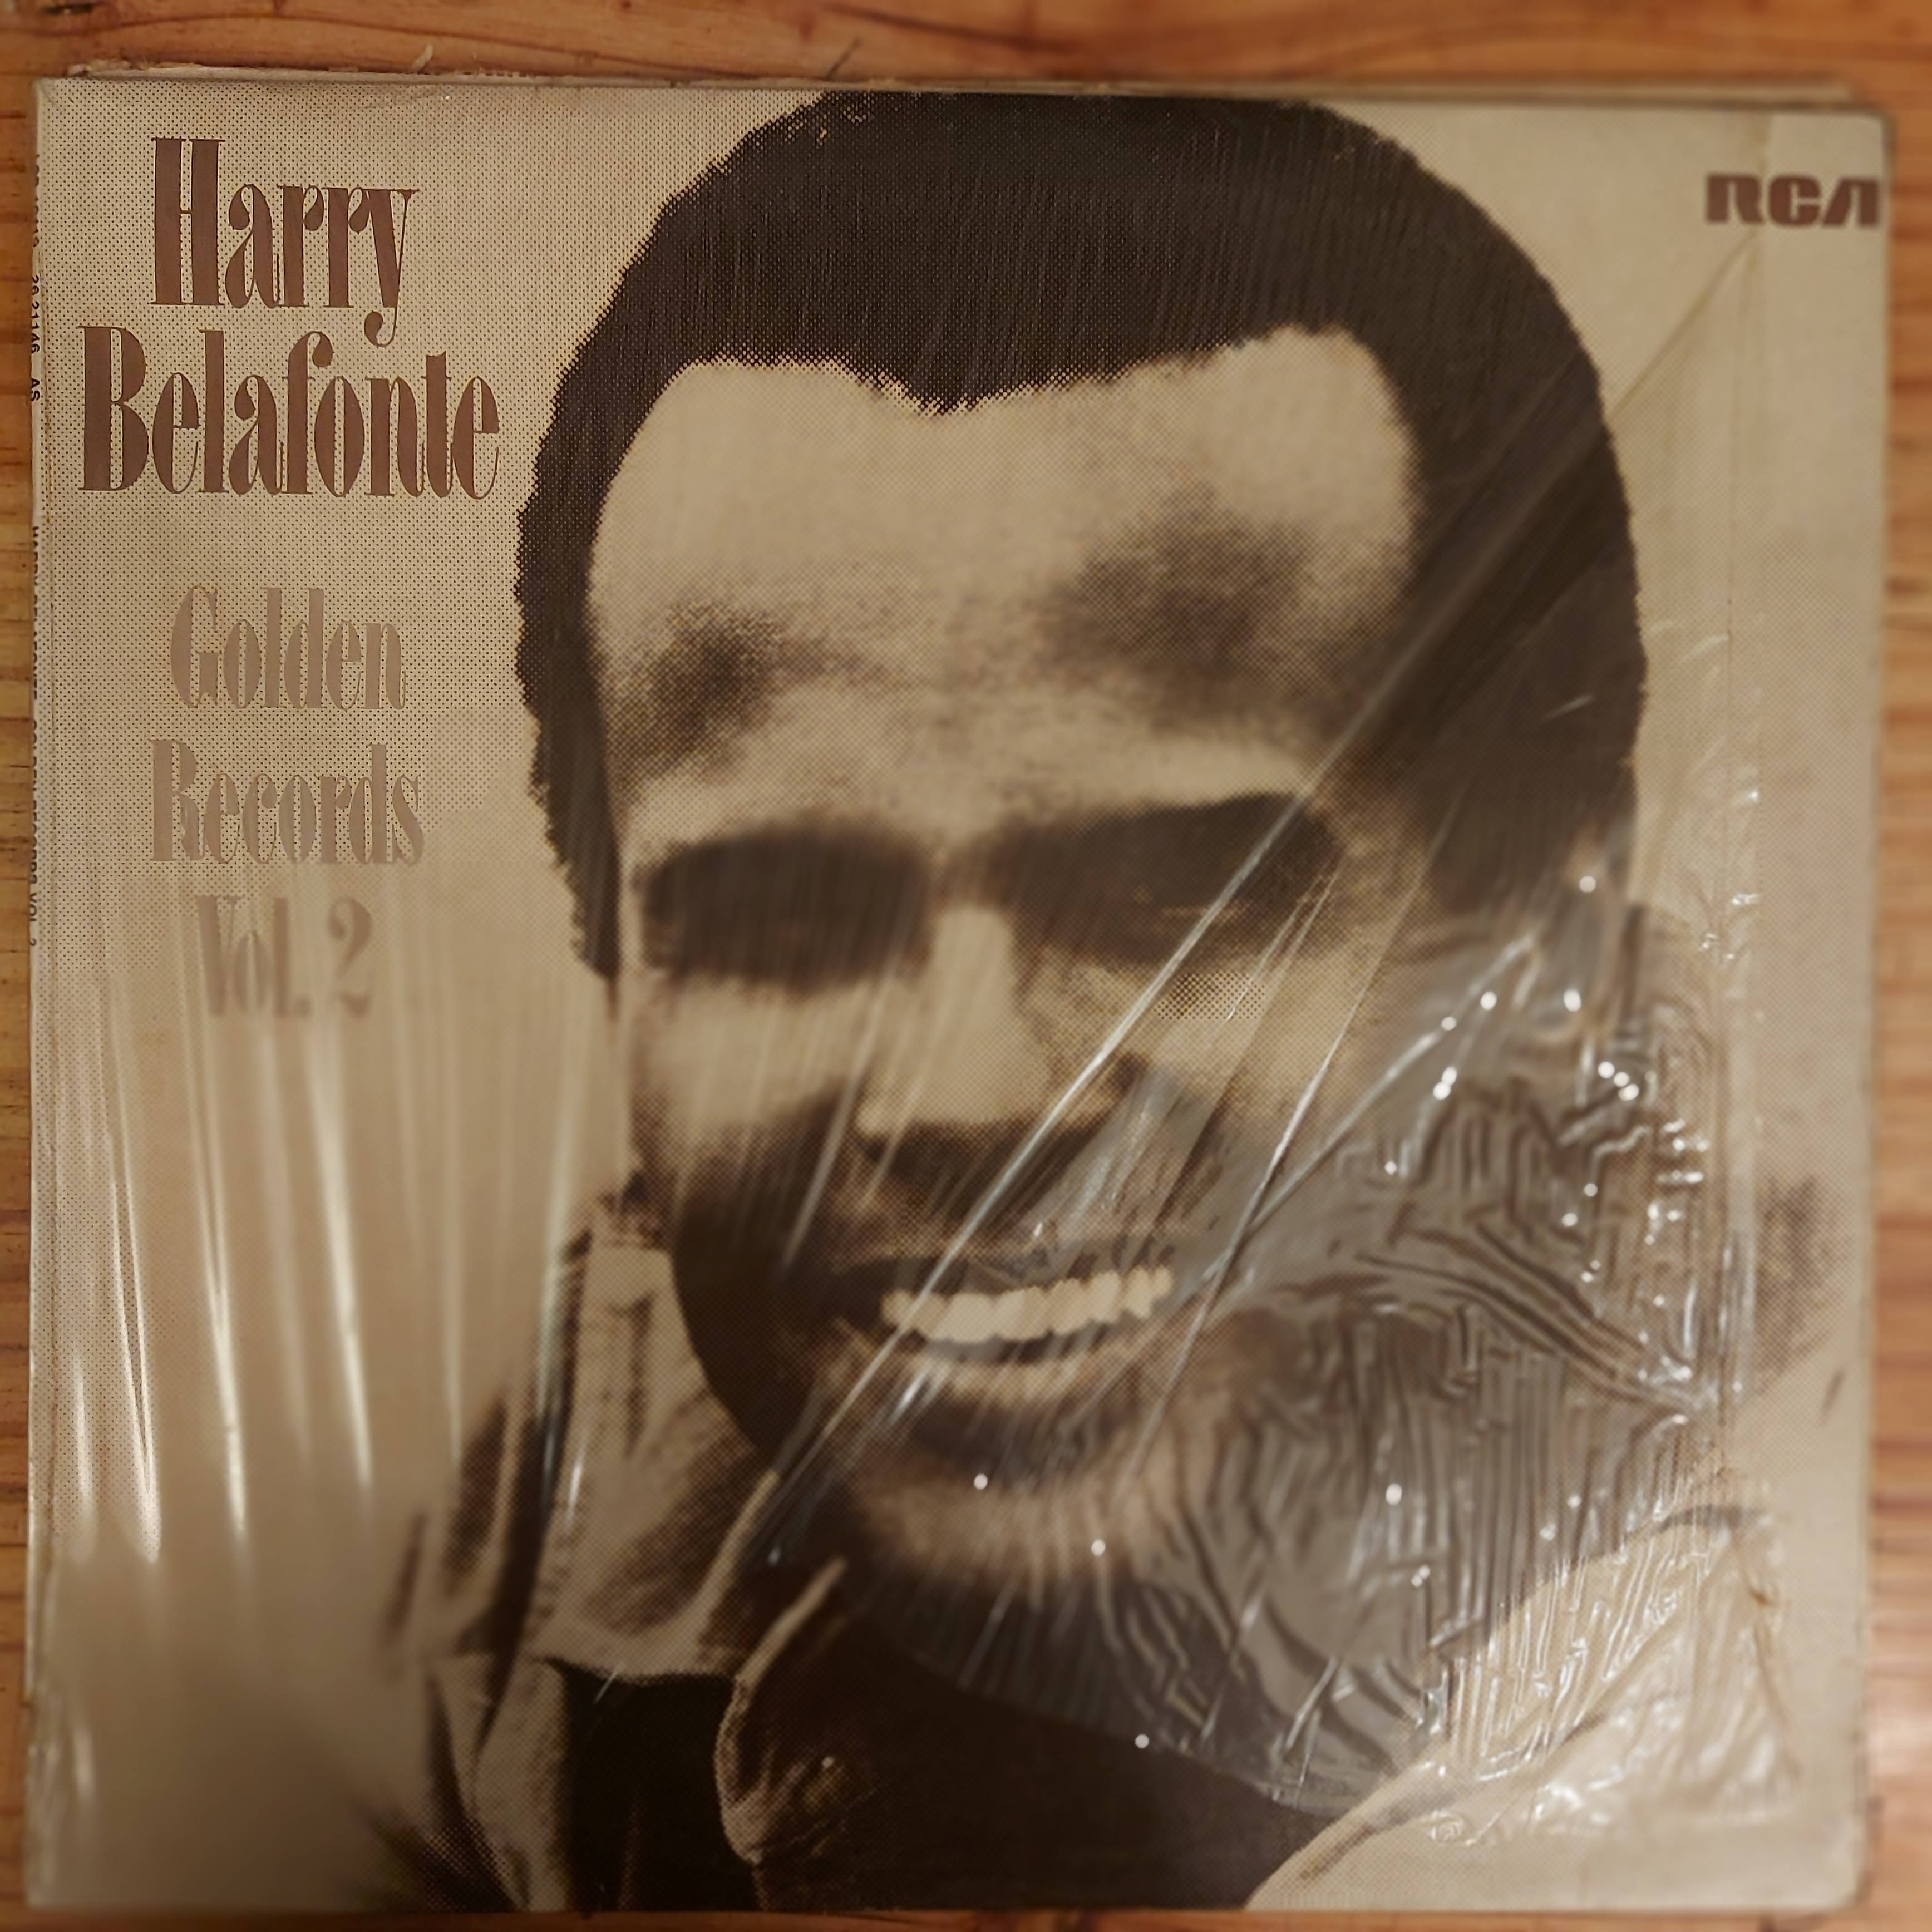 Harry
Belafonte
Golden
Records
Vol. 2
RCA